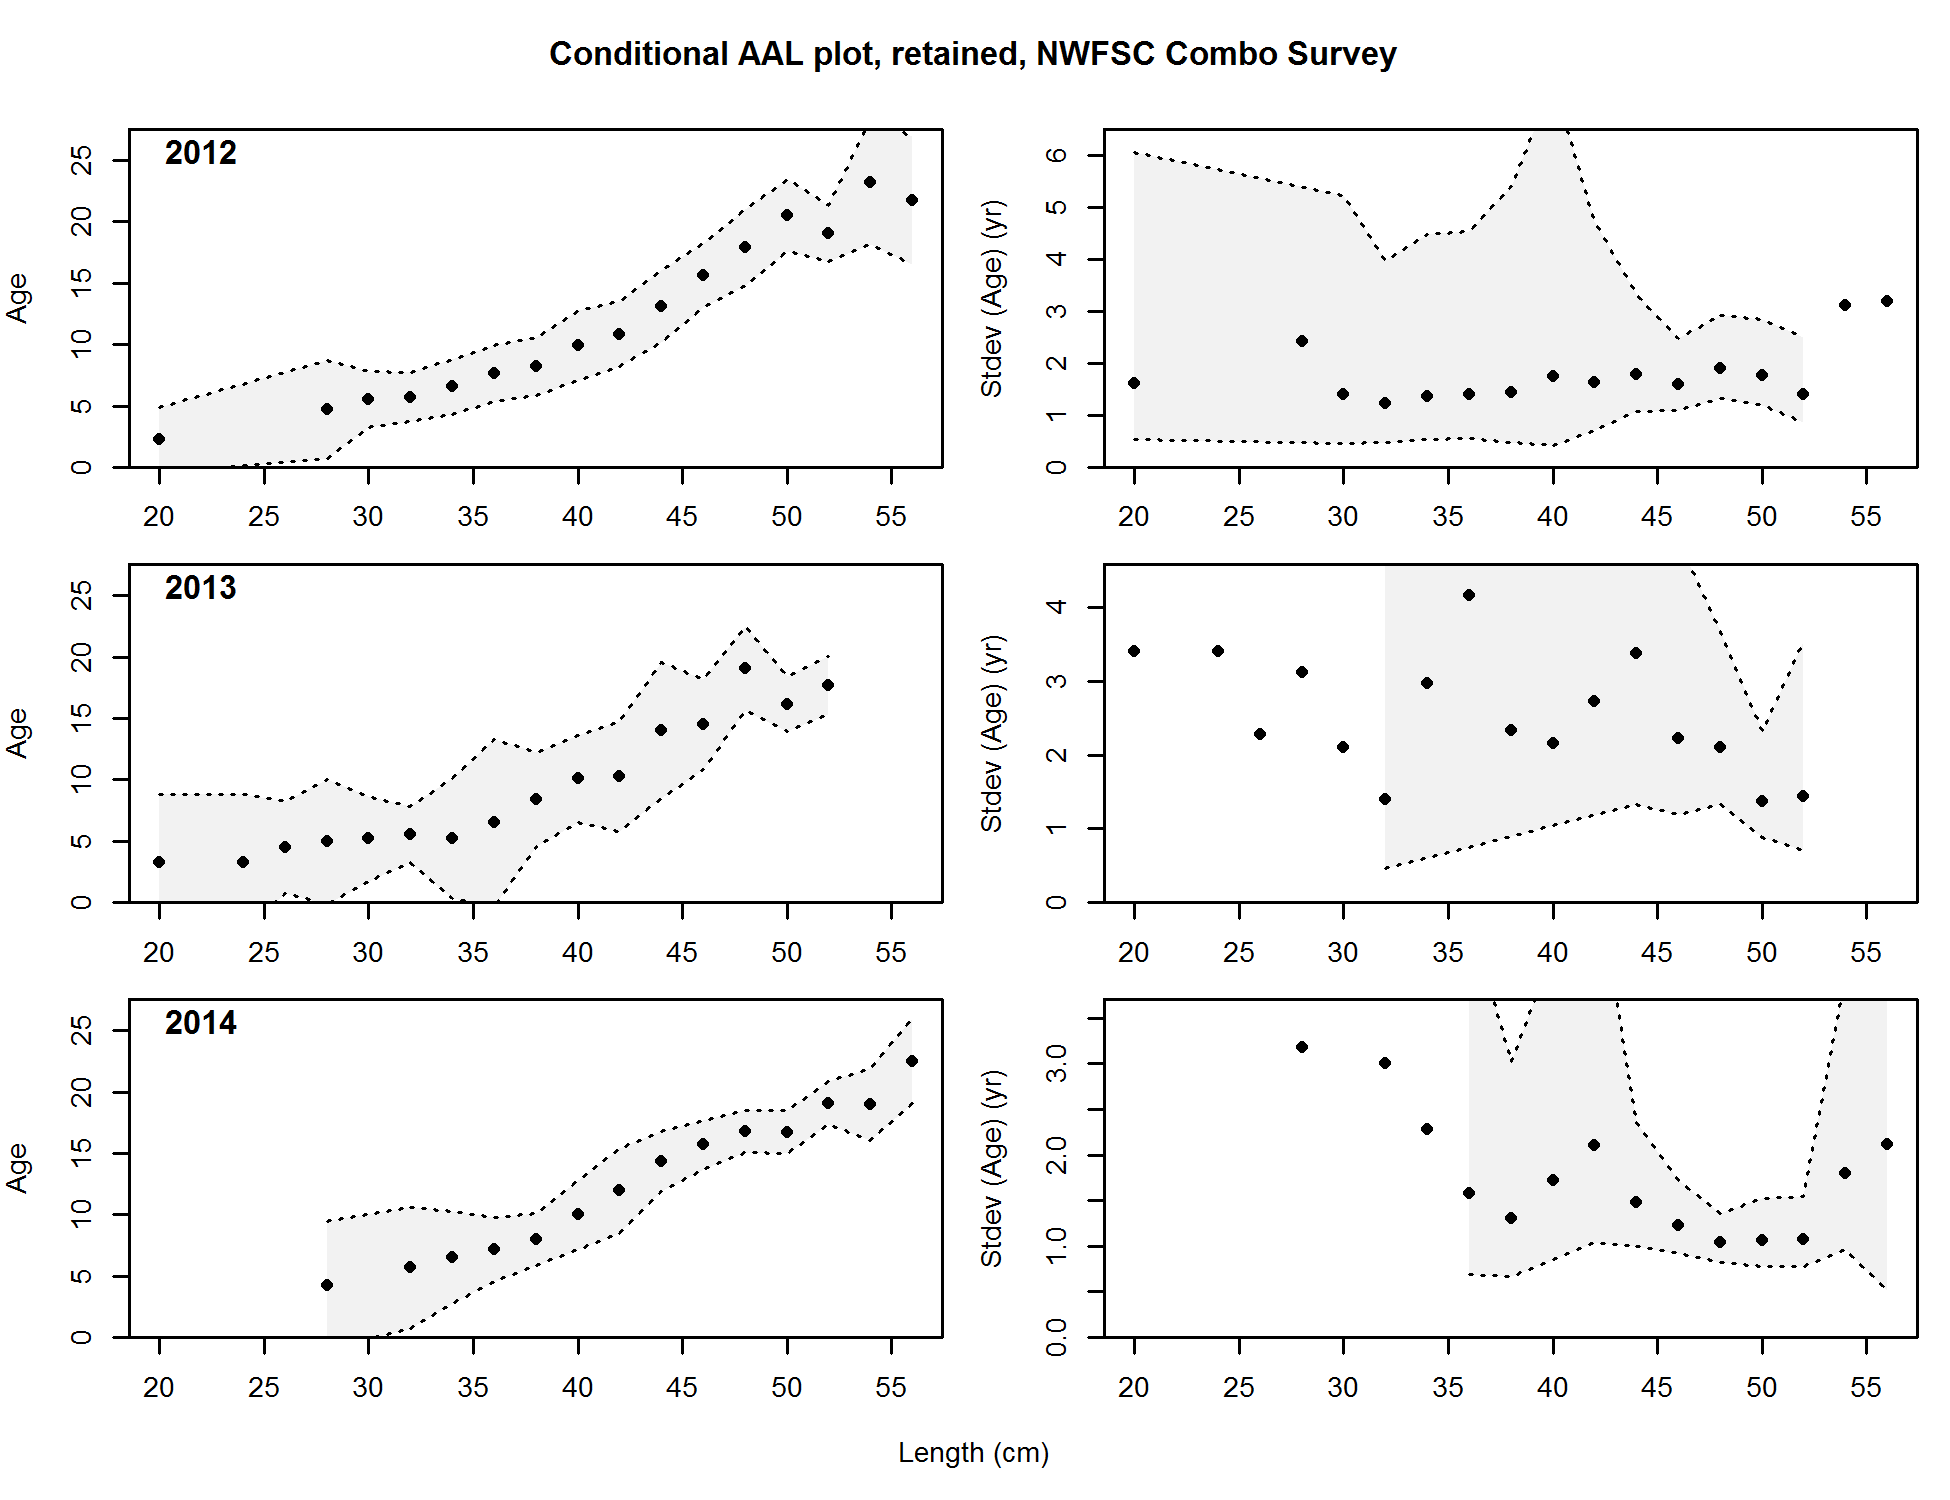 Conditional AAL plot, retained, NWFSC Combo Survey
2012
Age
0 5 10 15 20 25
20 25 30 35 40 45 50 55
Stdev (Age) (yr)
0 1 2 3 4 5 6
20 25 30 35 40 45 50 55
2013
Age
0 5 10 15 20 25
20 25 30 35 40 45 50 55
Stdev (Age) (yr)
0 1 2 3 4
20 25 30 35 40 45 50 55
2014
Age
0 5 10 15 20 25
20 25 30 35 40 45 50 55
Stdev (Age) (yr)
0.0 1.0 2.0 3.0
20 25 30 35 40 45 50 55
Length (cm)